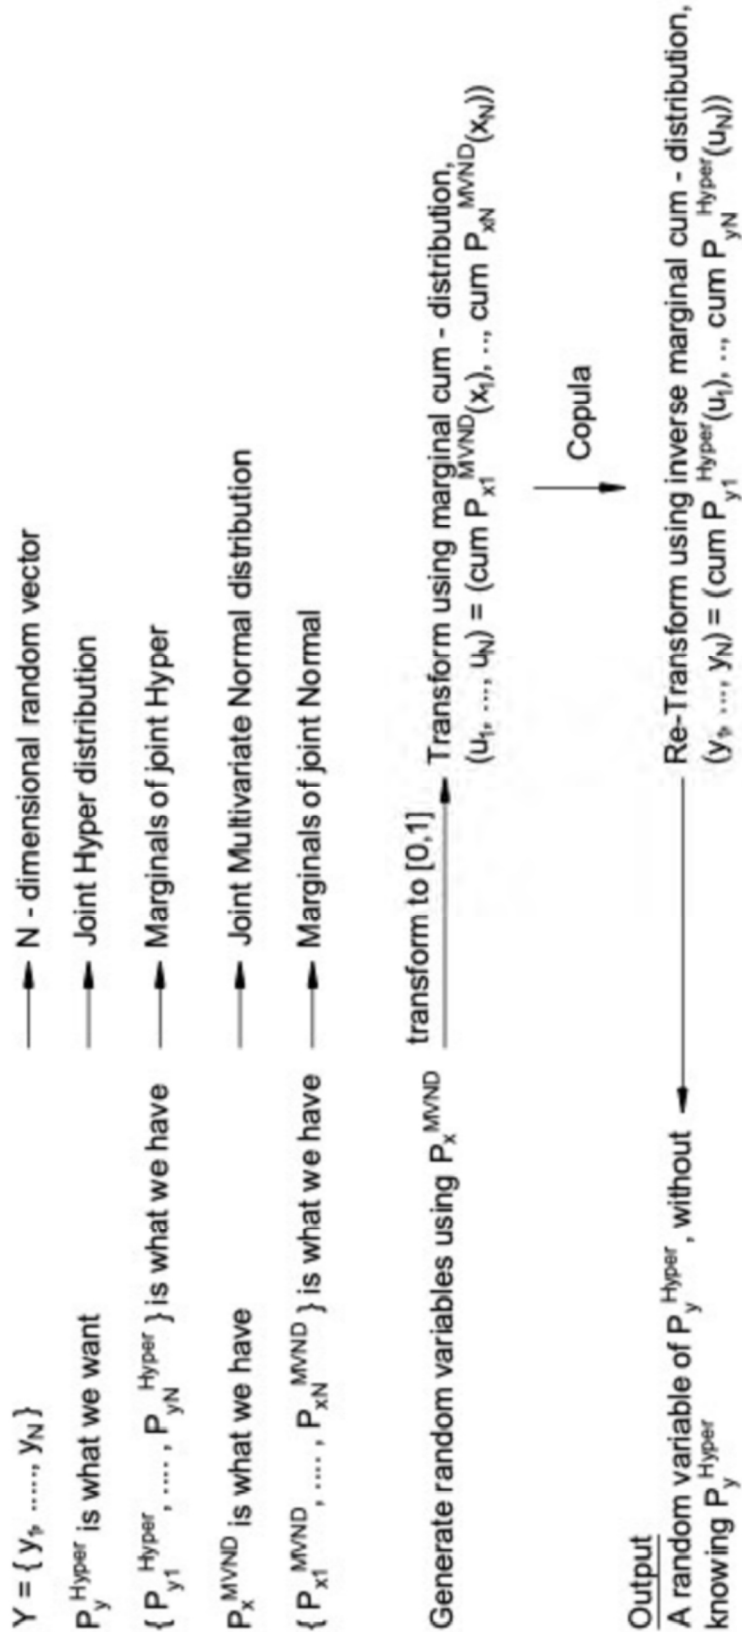 Y = { y₁, ....., y_N } → N - dimensional random vector
P_y^Hyper is what we want → Joint Hyper distribution
{ P_y1^Hyper, .... , P_yN^Hyper } is what we have → Marginals of joint Hyper
P_x^MVND is what we have → Joint Multivariate Normal distribution
{ P_x1^MVND, .... , P_xN^MVND } is what we have → Marginals of joint Normal
Generate random variables using P_x^MVND
transform to [0,1]
Transform using marginal cum - distribution,
(u₁, ..., u_N) = (cum P_x1^MVND(x₁), .., cum P_xN^MVND(x_N))
Copula
Re-Transform using inverse marginal cum - distribution,
(y₁, ..., y_N) = (cum P_y1^Hyper(u₁), .., cum P_yN^Hyper(u_N))
Output
A random variable of P_y^Hyper, without
knowing P_y^Hyper